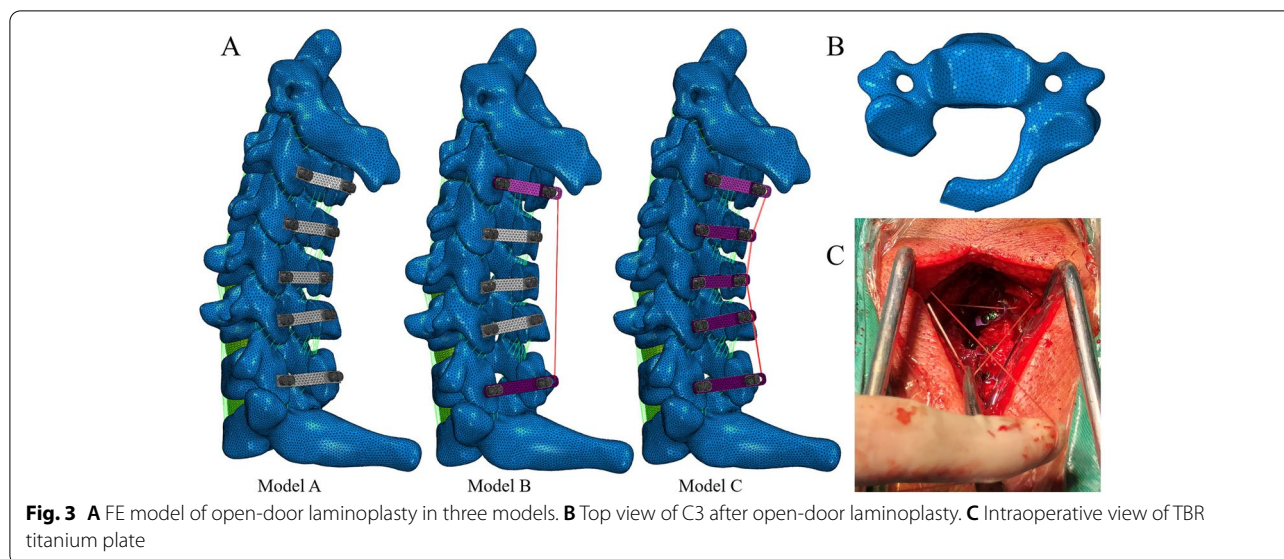 A
B
C
Model A
Model B
Model C
Fig. 3 A FE model of open-door laminoplasty in three models. B Top view of C3 after open-door laminoplasty. C Intraoperative view of TBR
titanium plate